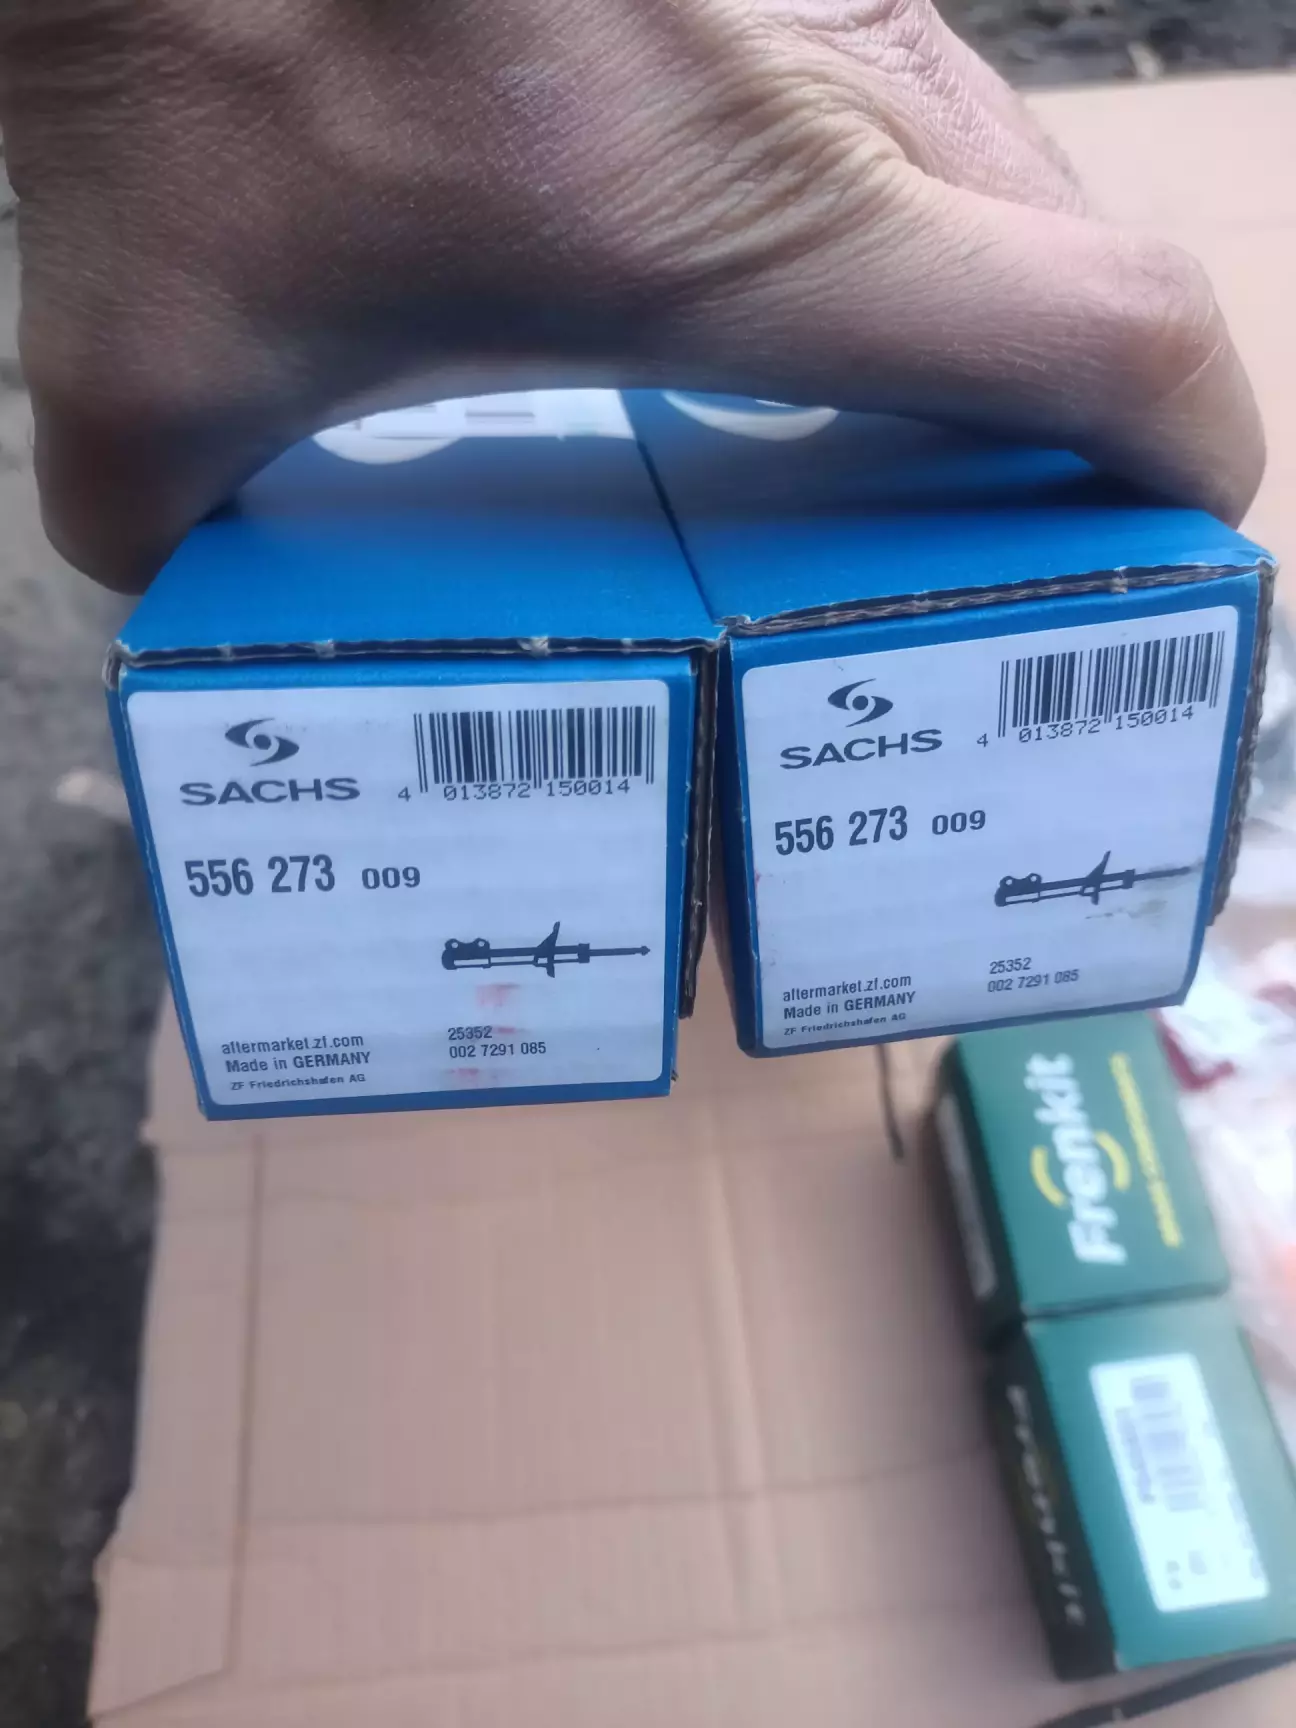 SACHS
4 013872 150014
556 273 009
aftermarket.zf.com
Made in GERMANY
ZF Friedrichshafen AG
25352
002 7291 085
SACHS
4 013872 150014
556 273 009
aftermarket.zf.com
Made in GERMANY
ZF Friedrichshafen AG
25352
002 7291 085
Frenkit
Frenkit